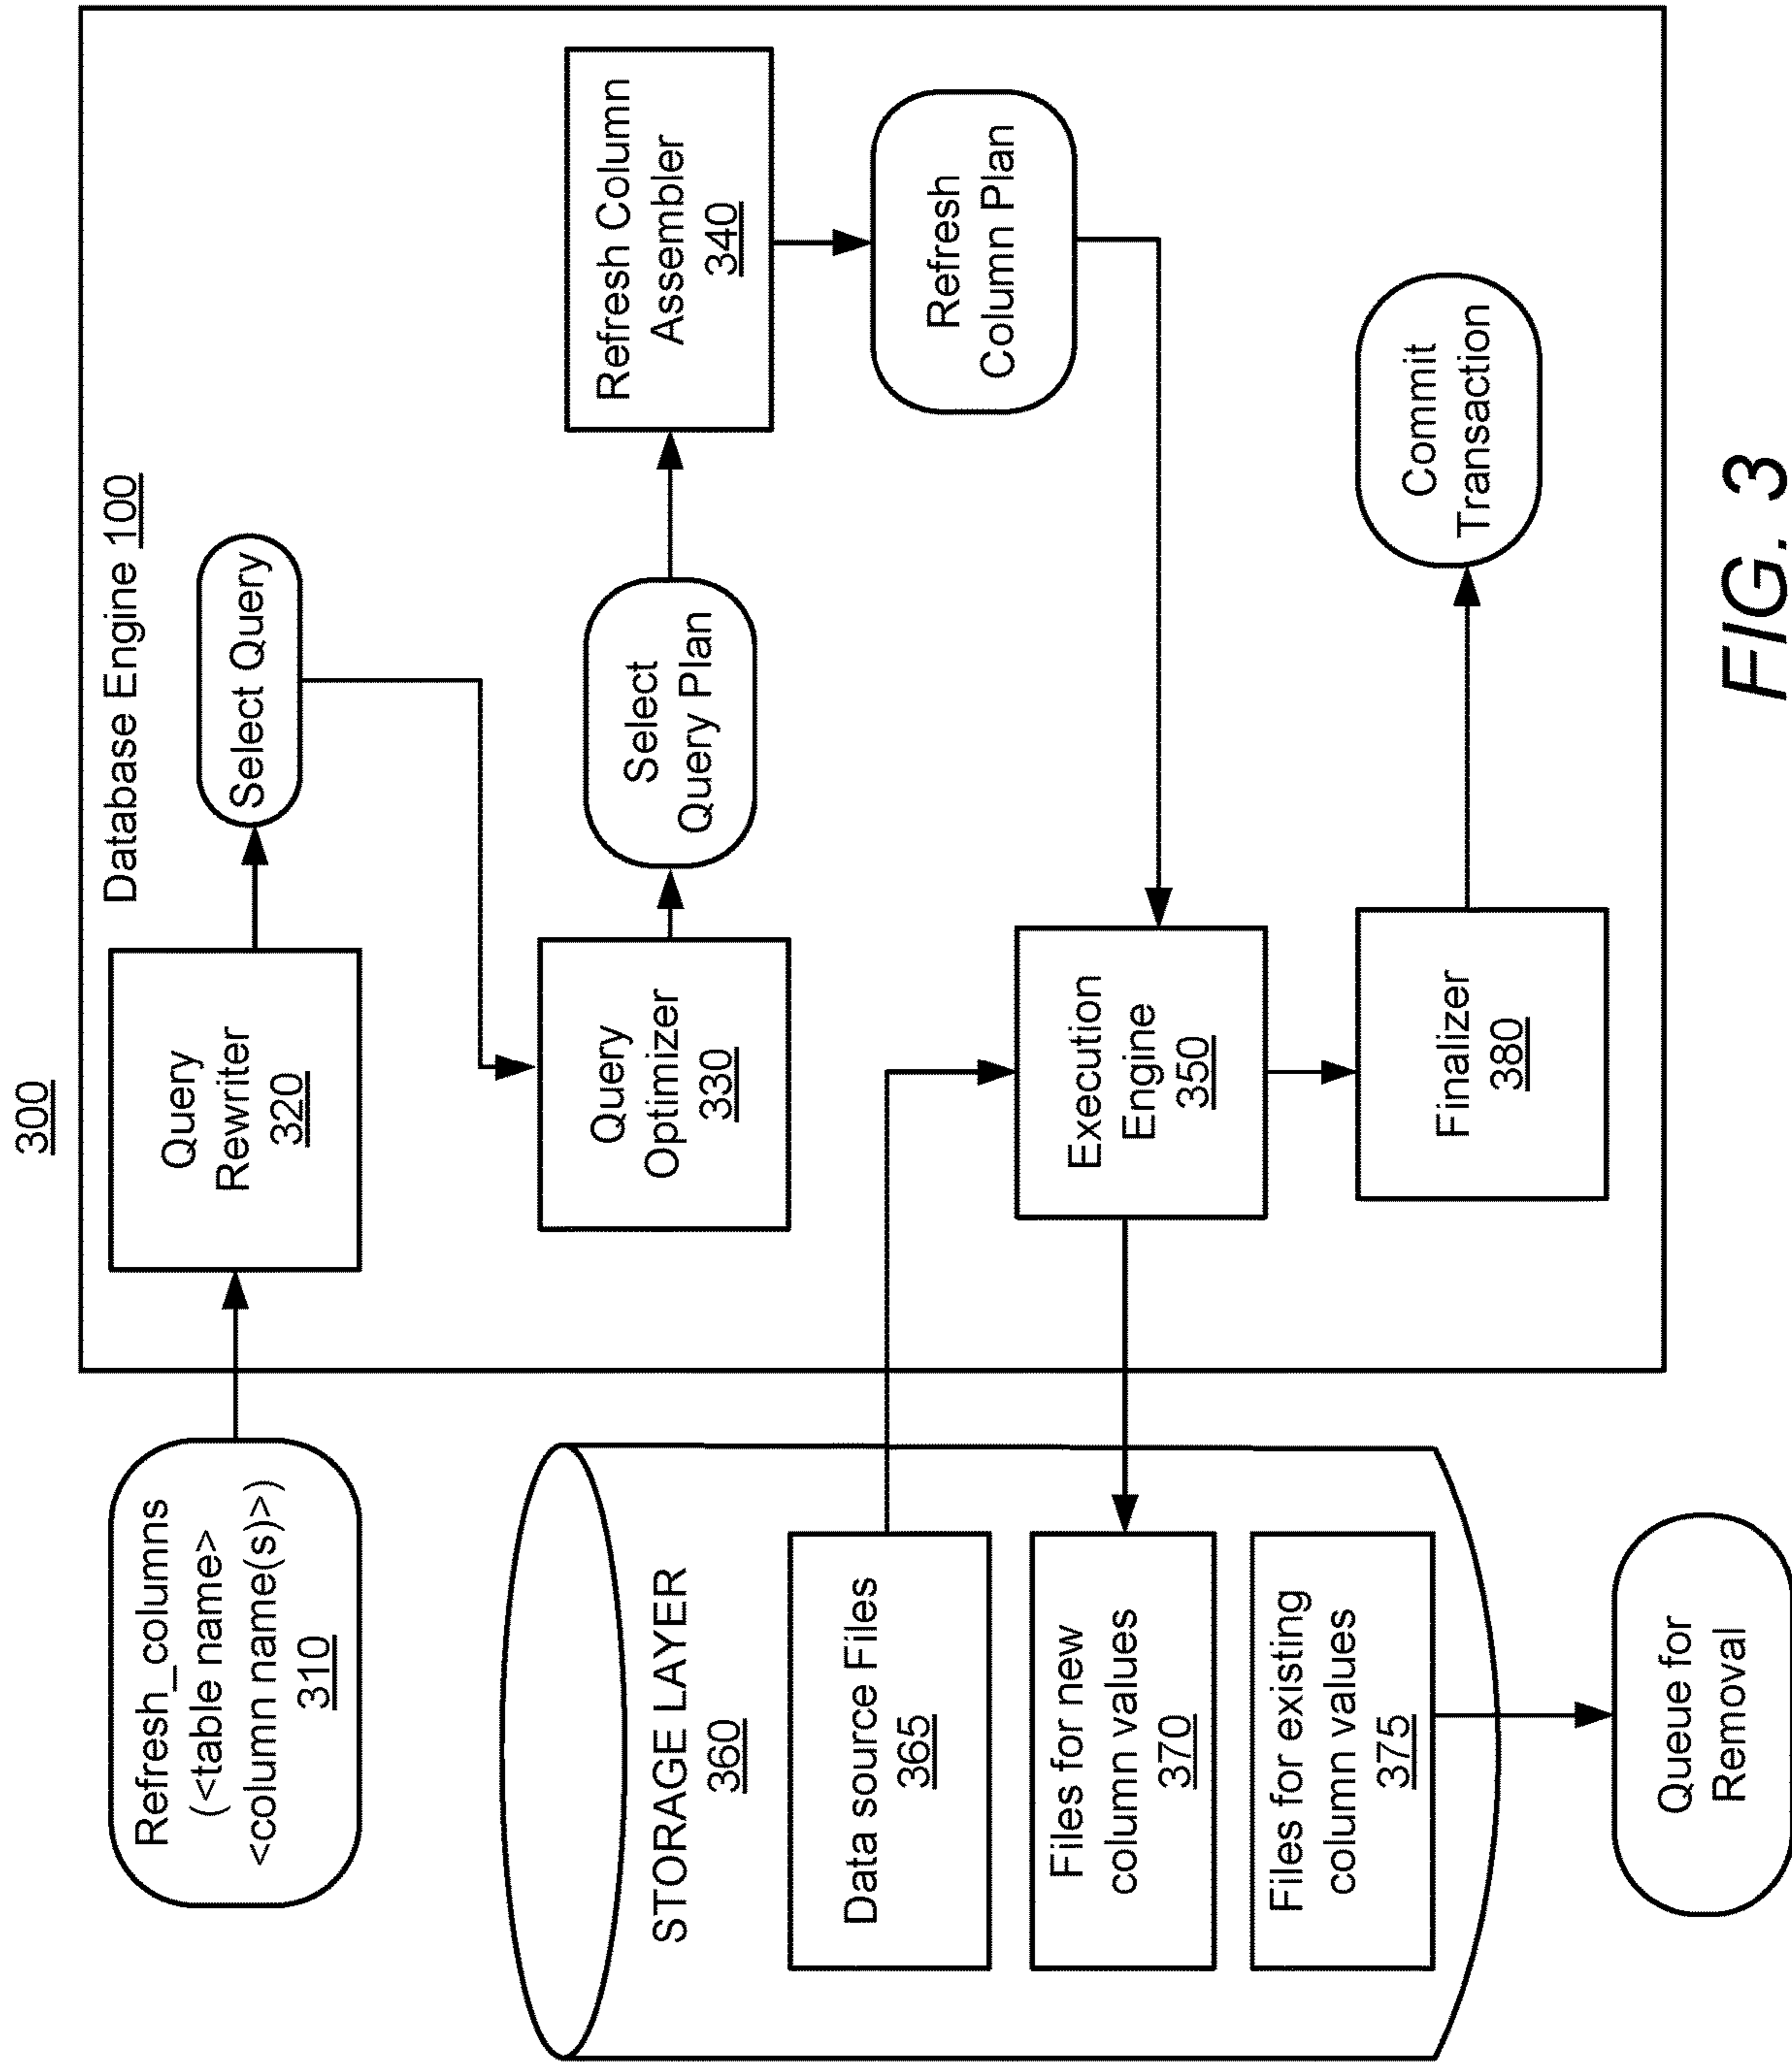 300
Database Engine 100
Refresh_columns
(<table name>
<column name(s)>)
310
Query
Rewriter
320
Select Query
Query
Optimizer
330
Select
Query Plan
Refresh Column
Assembler
340
Refresh
Column Plan
STORAGE LAYER
360
Data source Files
365
Files for new
column values
370
Files for existing
column values
375
Queue for
Removal
Execution
Engine
350
Finalizer
380
Commit
Transaction
FIG. 3